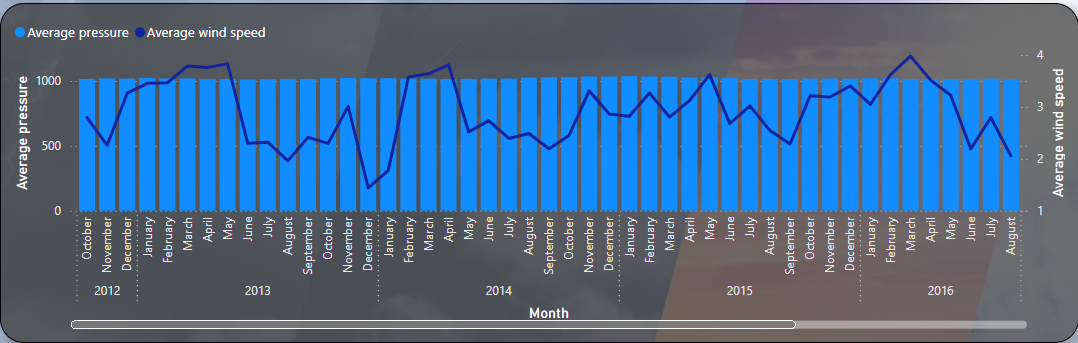 Average pressure Average wind speed
Average pressure
1000
500
0
4
3
2
1
Average wind speed
October November December January February March April May June July August September October November December January February March April May June July August September October November December January February March April May June July August September October November December January February March April May June July August
2012 2013 2014 2015 2016
Month